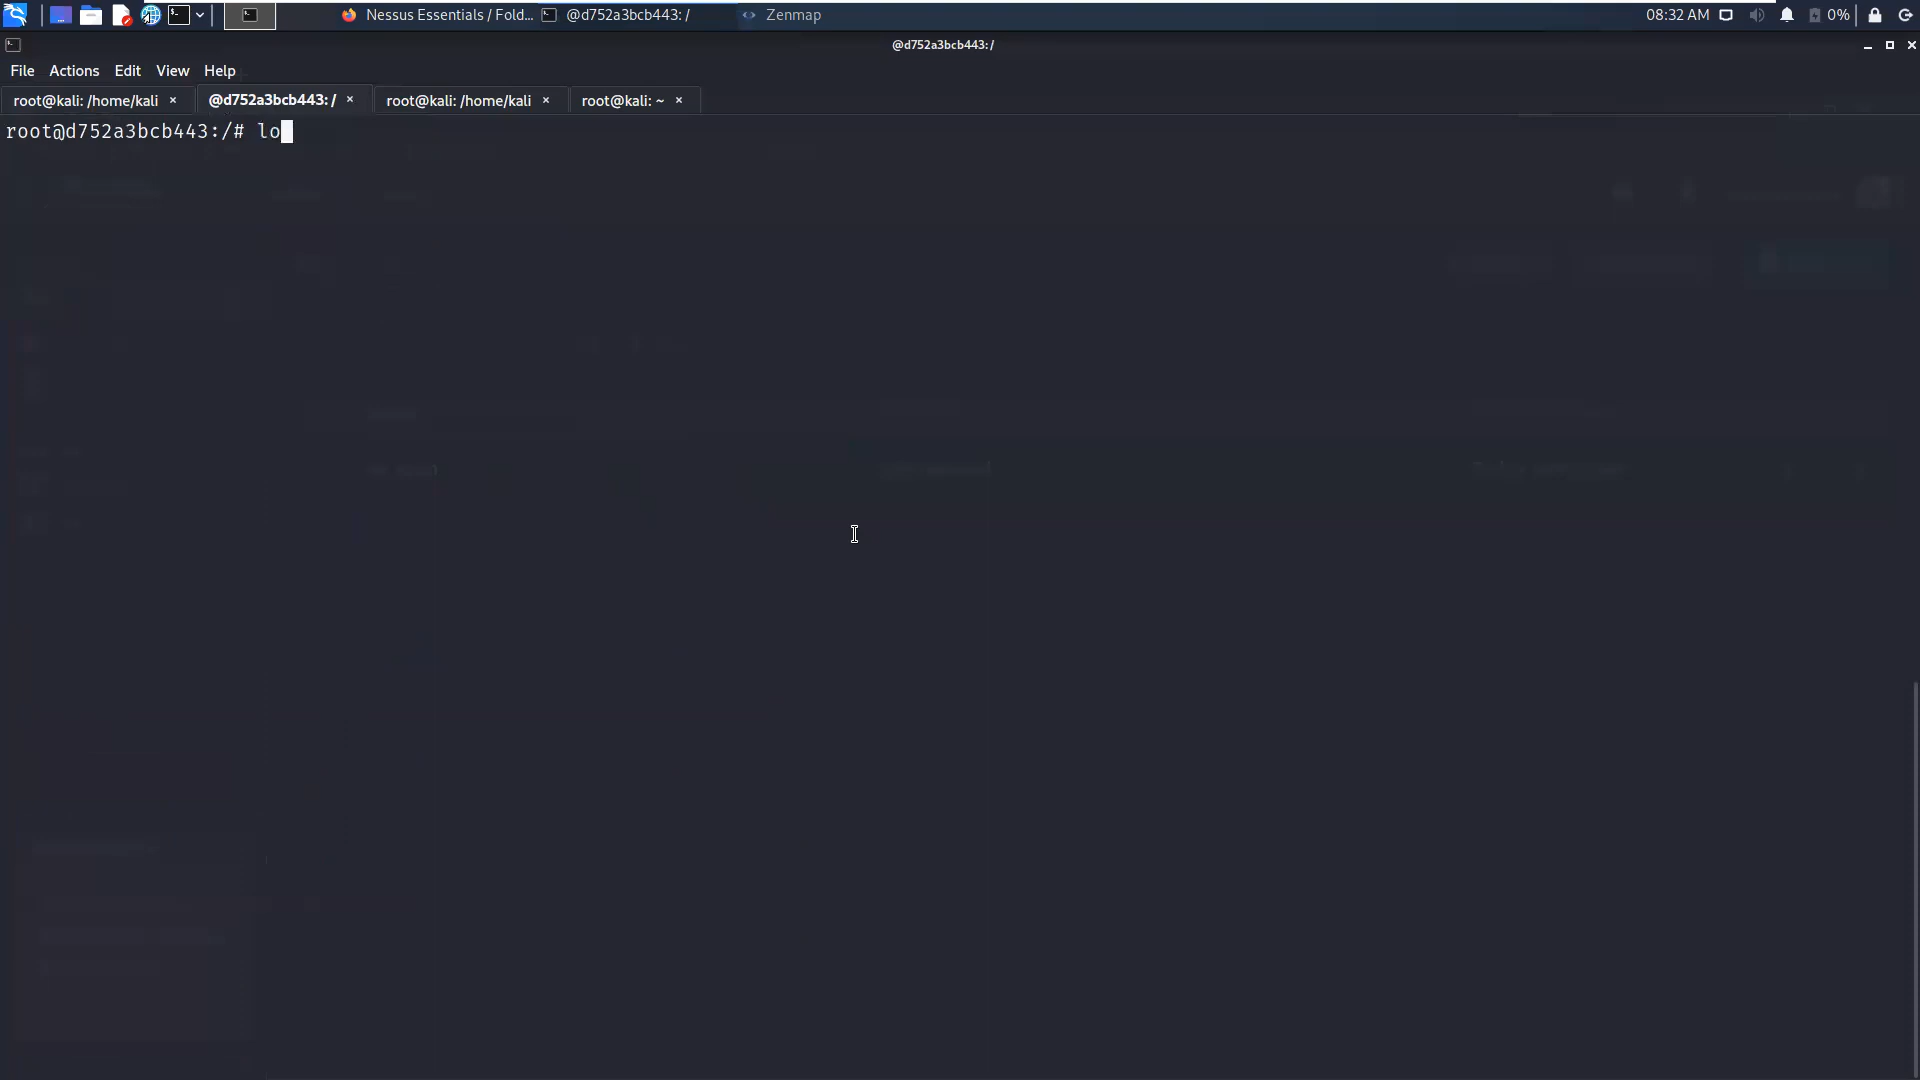 Nessus Essentials / Fold... @d752a3bcb443: / Zenmap 08:32 AM 0%
@d752a3bcb443: /
File Actions Edit View Help
root@kali: /home/kali × @d752a3bcb443: / × root@kali: /home/kali × root@kali: ~ ×
root@d752a3bcb443:/# lo